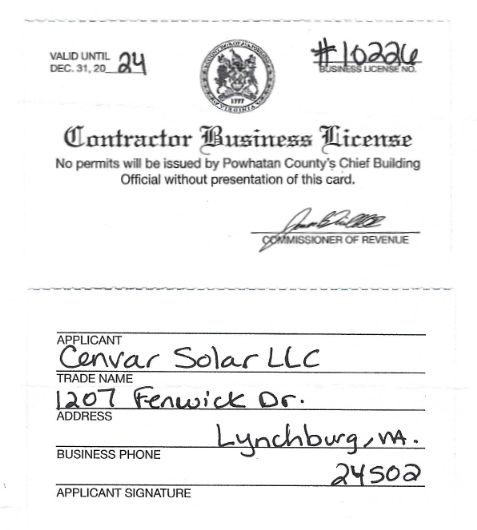 VALID UNTIL
DEC. 31, 20 24
#10226
BUSINESS LICENSE NO.
VIRGINIA
1777
Contractor Business License
No permits will be issued by Powhatan County's Chief Building
Official without presentation of this card.
COMMISSIONER OF REVENUE
APPLICANT
Cenvar Solar LLC
TRADE NAME
1207 Fenwick Dr.
ADDRESS
Lynchburg, VA.
BUSINESS PHONE
24502
APPLICANT SIGNATURE